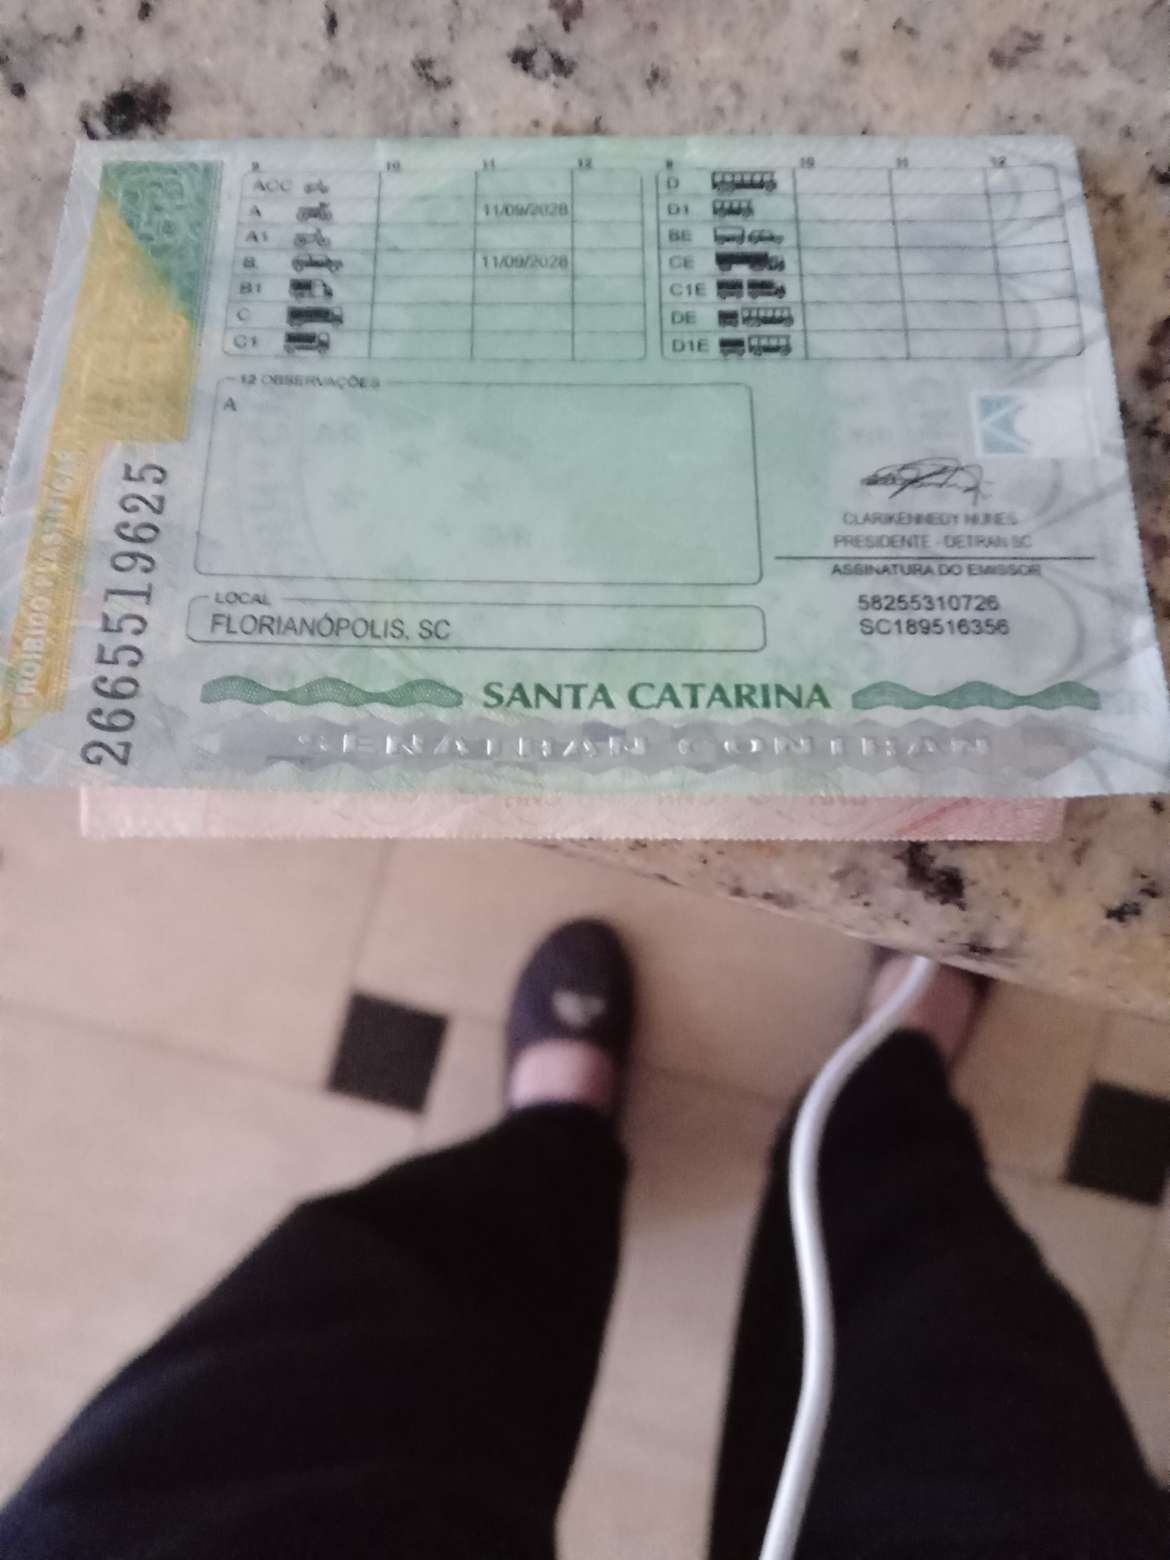 9 10 11 12
ACC
A 11/09/2028
A1
B 11/09/2028
B1
C
C1
9 10 11 12
D
D1
BE
CE
C1E
DE
D1E
12 OBSERVAÇÕES
A
2665519625
CLARIKENNEDY NUNES
PRESIDENTE - DETRAN SC
ASSINATURA DO EMISSOR
58255310726
SC189516356
LOCAL
FLORIANÓPOLIS, SC
SANTA CATARINA
SENATRAN CONTRAN